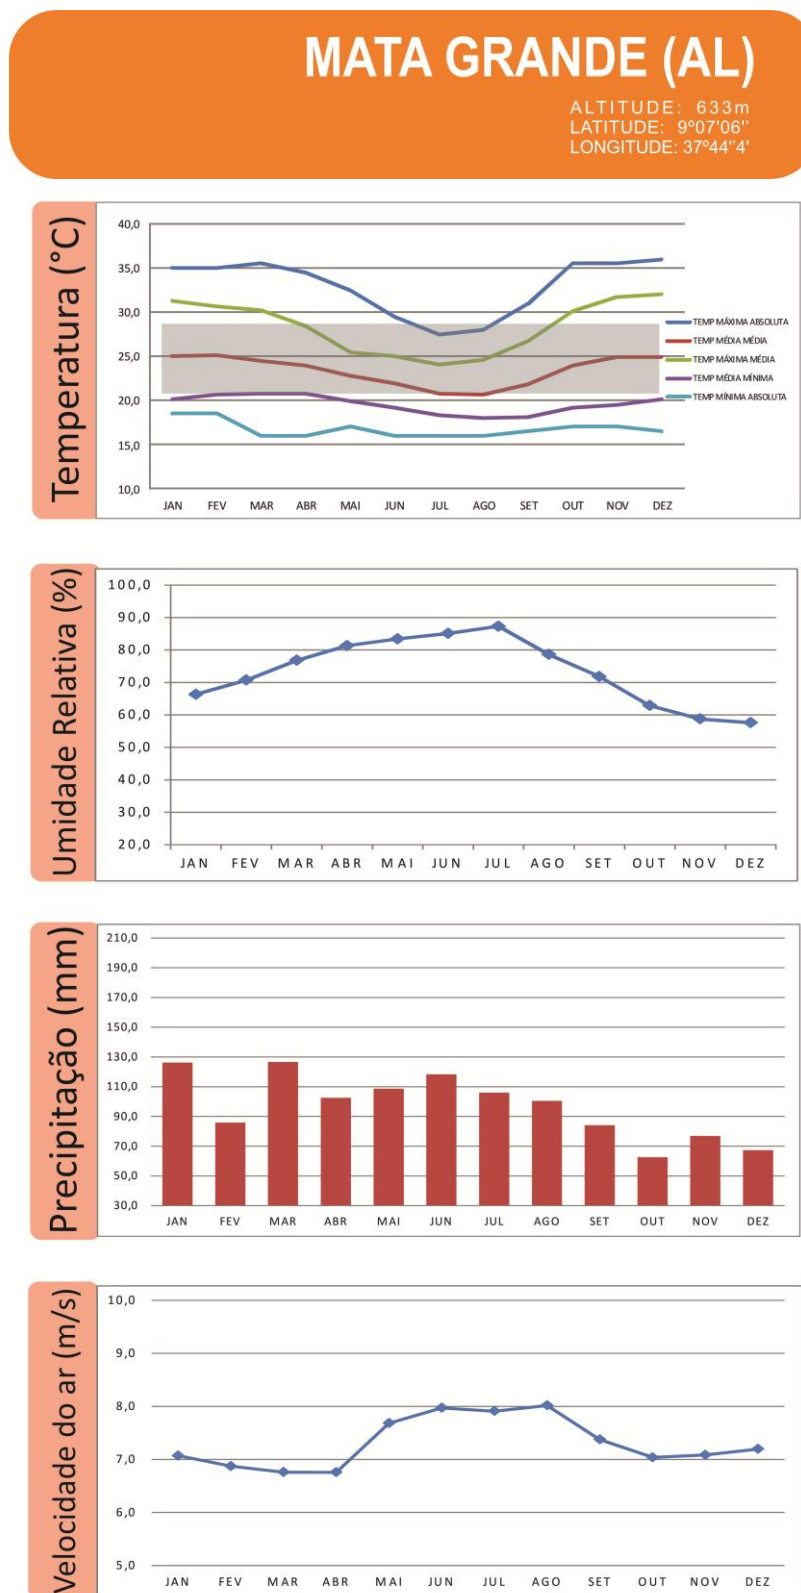 MATA GRANDE (AL)
ALTITUDE: 633m
LATITUDE: 9º07'06''
LONGITUDE: 37º44''4'
Temperatura (°C)
40,0
35,0
30,0
25,0
20,0
15,0
10,0
JAN FEV MAR ABR MAI JUN JUL AGO SET OUT NOV DEZ
TEMP MÁXIMA ABSOLUTA
TEMP MÉDIA MÉDIA
TEMP MÁXIMA MÉDIA
TEMP MÉDIA MÍNIMA
TEMP MÍNIMA ABSOLUTA
Umidade Relativa (%)
100,0
90,0
80,0
70,0
60,0
50,0
40,0
30,0
20,0
JAN FEV MAR ABR MAI JUN JUL AGO SET OUT NOV DEZ
Precipitação (mm)
210,0
190,0
170,0
150,0
130,0
110,0
90,0
70,0
50,0
30,0
JAN FEV MAR ABR MAI JUN JUL AGO SET OUT NOV DEZ
Velocidade do ar (m/s)
10,0
9,0
8,0
7,0
6,0
5,0
JAN FEV MAR ABR MAI JUN JUL AGO SET OUT NOV DEZ